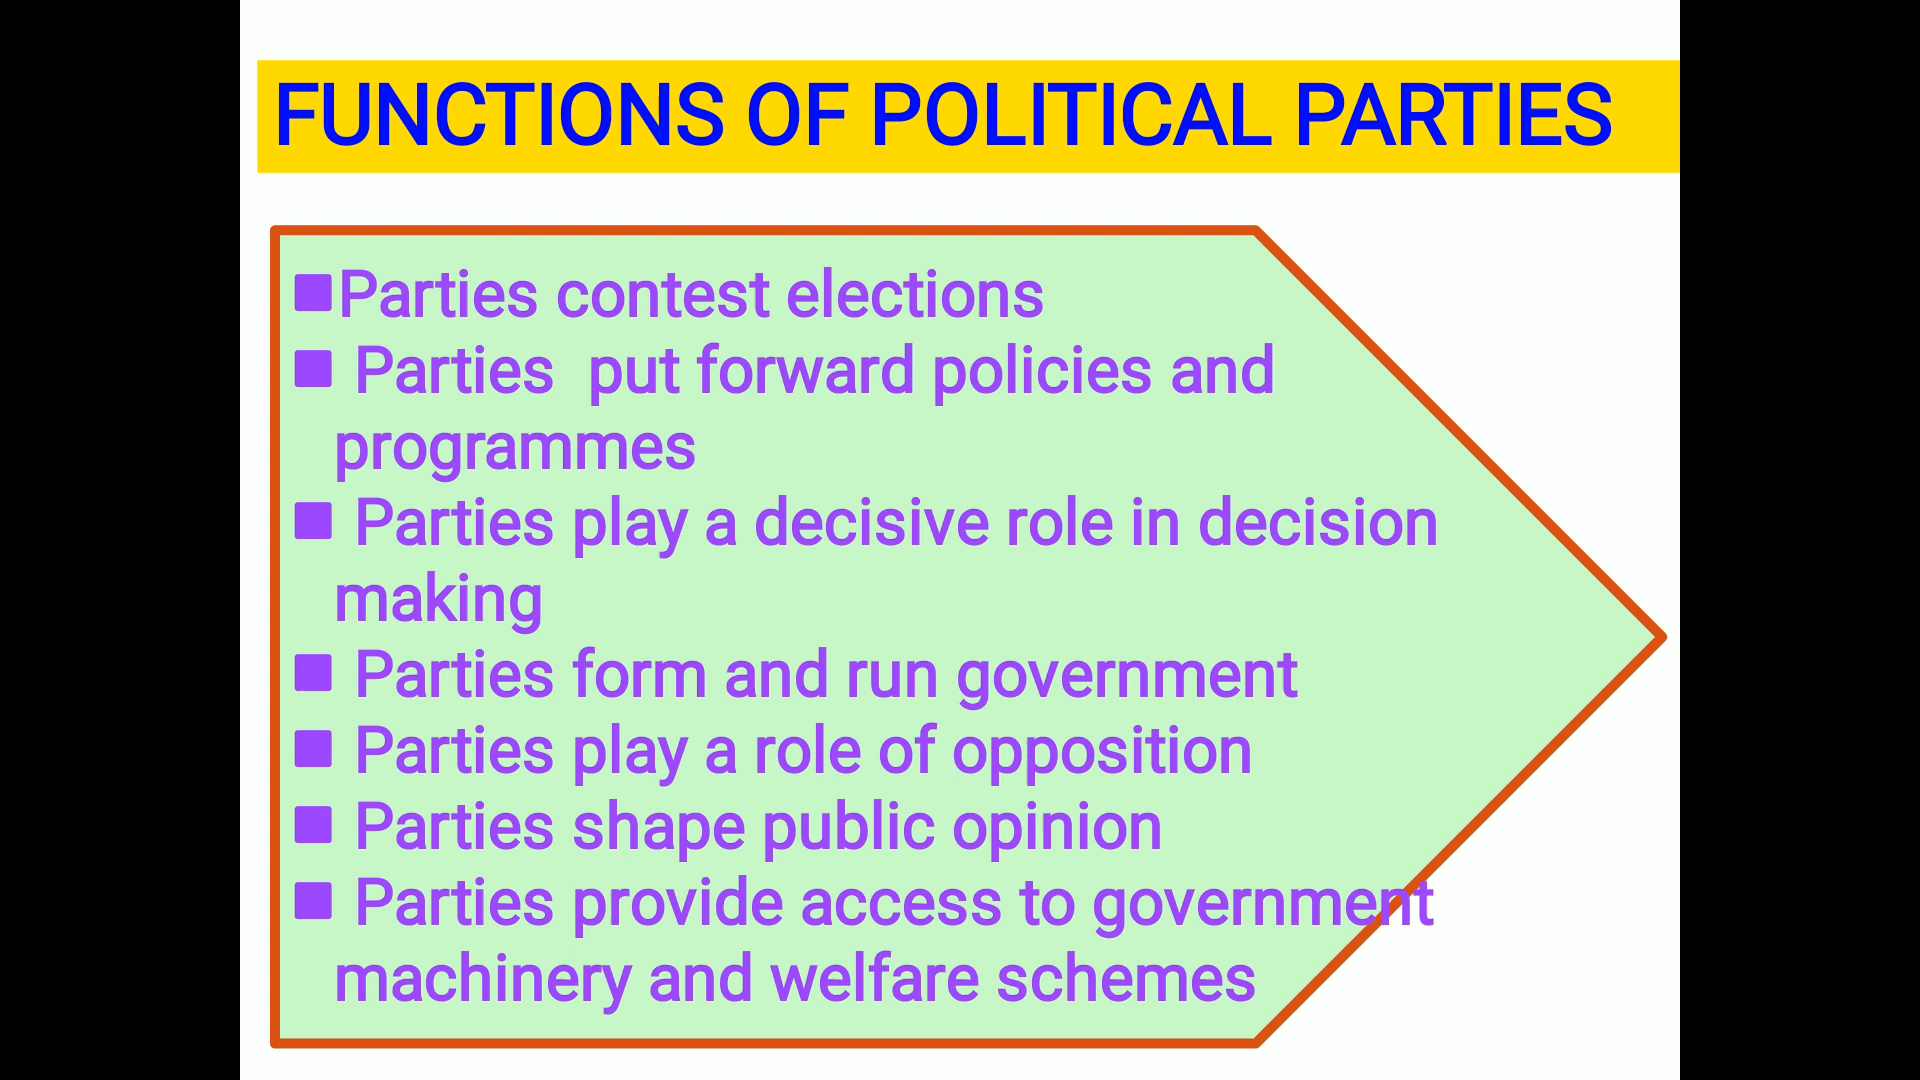 FUNCTIONS OF POLITICAL PARTIES
■Parties contest elections
■ Parties  put forward policies and
programmes
■ Parties play a decisive role in decision
making
■ Parties form and run government
■ Parties play a role of opposition
■ Parties shape public opinion
■ Parties provide access to government
machinery and welfare schemes